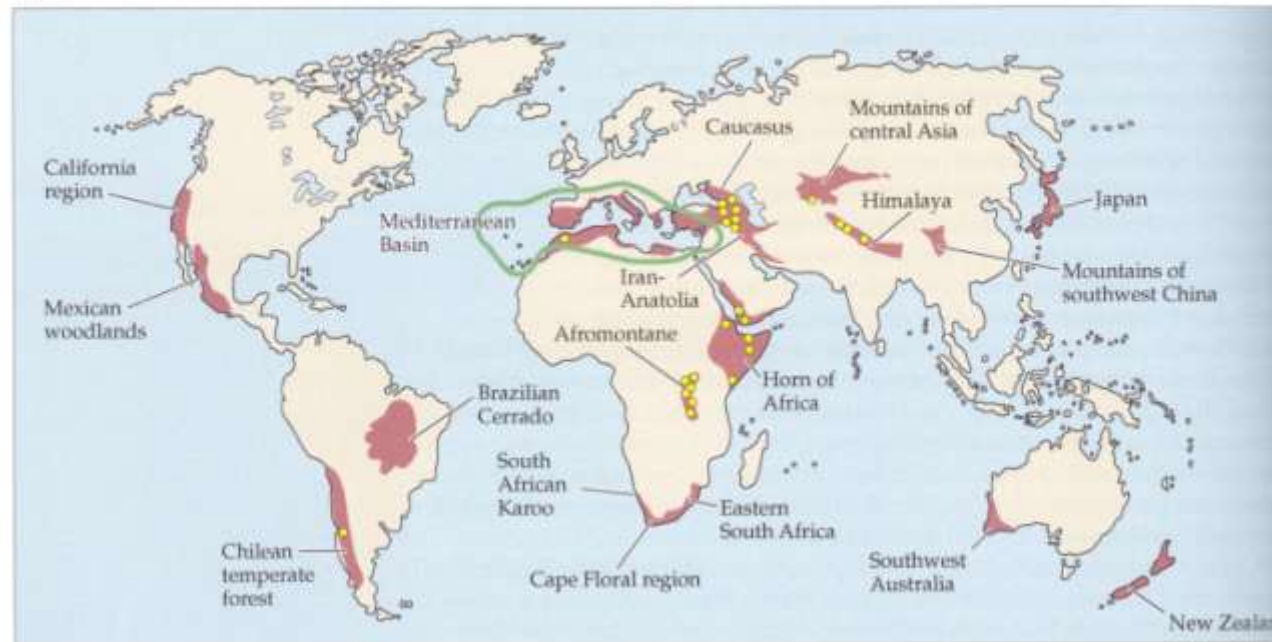 California
region
Mexican
woodlands
Mediterranean
Basin
Caucasus
Mountains of
central Asia
Himalaya
Japan
Mountains of
southwest China
Iran-
Anatolia
Afromontane
Horn of
Africa
Brazilian
Cerrado
South
African
Karoo
Eastern
South Africa
Chilean
temperate
forest
Cape Floral region
Southwest
Australia
New Zealan